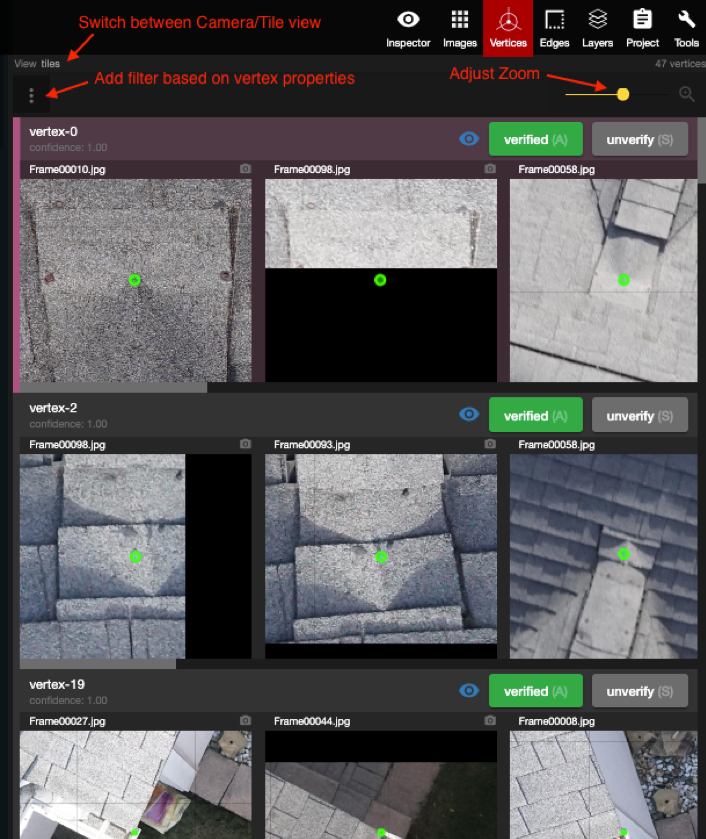 Switch between Camera/Tile view
Inspector Images Vertices Edges Layers Project Tools
View tiles
47 vertices
Add filter based on vertex properties
Adjust Zoom
vertex-0
confidence: 1.00
verified (A)
unverify (S)
Frame00010.jpg
Frame00098.jpg
Frame00058.jpg
vertex-2
confidence: 1.00
verified (A)
unverify (S)
Frame00098.jpg
Frame00093.jpg
Frame00058.jpg
vertex-19
confidence: 1.00
verified (A)
unverify (S)
Frame00027.jpg
Frame00044.jpg
Frame00008.jpg